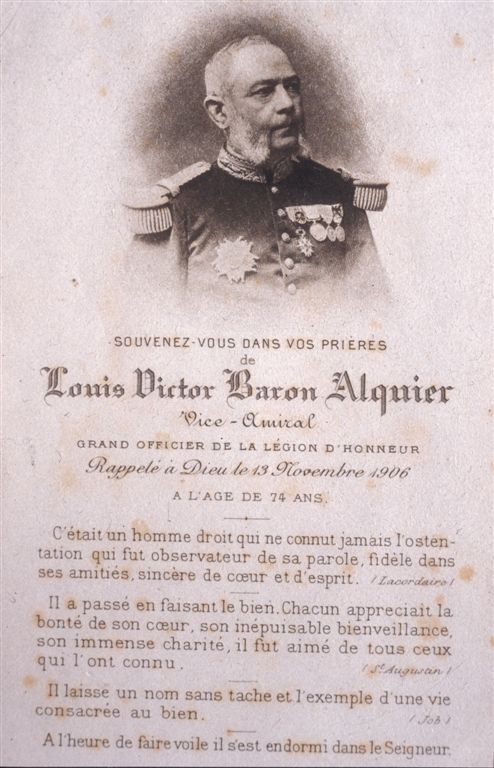 SOUVENEZ-VOUS DANS VOS PRIÈRES
de
Louis Victor Baron Alquier
Vice-Amiral
GRAND OFFICIER DE LA LÉGION D'HONNEUR
Rappelé à Dieu le 13 Novembre 1906
A L'AGE DE 74 ANS.
C'était un homme droit qui ne connut jamais l'osten-
tation qui fut observateur de sa parole, fidèle dans
ses amitiés, sincère de cœur et d'esprit. (Lacordaire)
Il a passé en faisant le bien. Chacun appreciait la
bonté de son cœur, son inépuisable bienveillance,
son immense charité, il fut aimé de tous ceux
qui l'ont connu. (St Augustin)
Il laisse un nom sans tache et l'exemple d'une vie
consacrée au bien. (Job)
A l'heure de faire voile il s'est endormi dans le Seigneur.